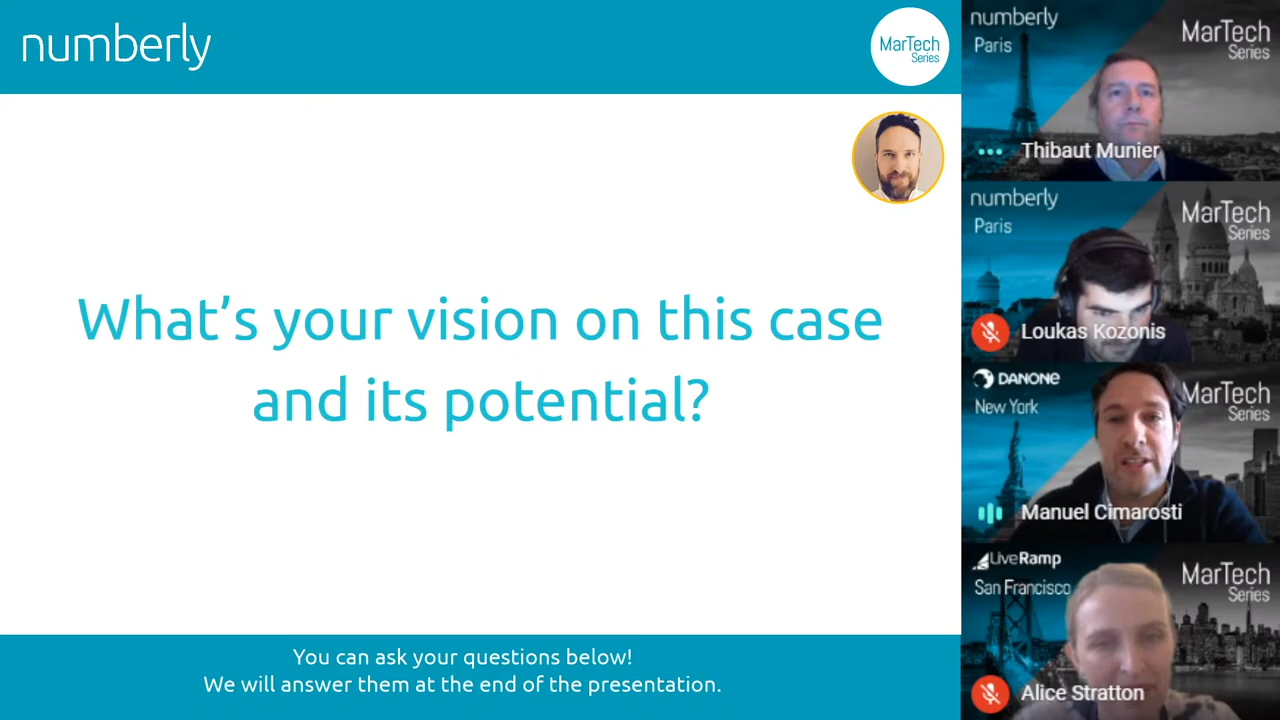 numberly
MarTech
Series
What's your vision on this case
and its potential?
You can ask your questions below!
We will answer them at the end of the presentation.
numberly
Paris
MarTech
Series
Thibaut Munier
numberly
Paris
MarTech
Series
Loukas Kozonis
DANONE
New York
MarTech
Series
Manuel Cimarosti
LiveRamp
San Francisco
MarTech
Series
Alice Stratton